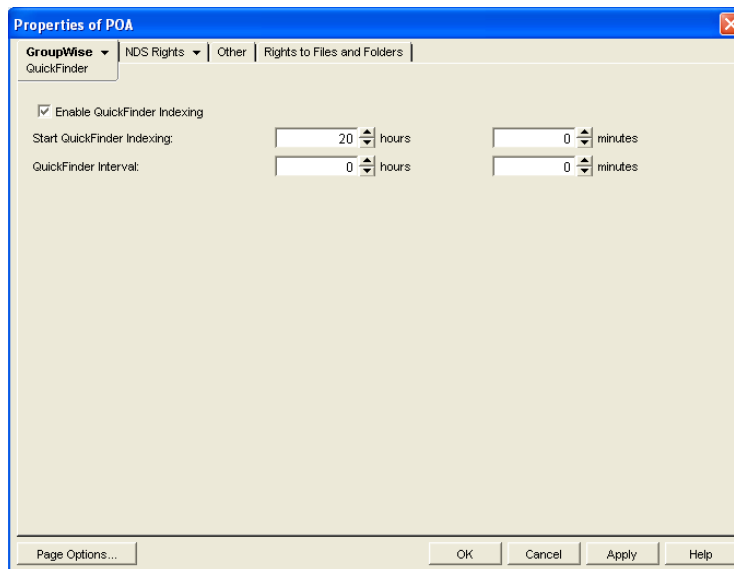 Properties of POA
GroupWise NDS Rights Other Rights to Files and Folders
QuickFinder
Enable QuickFinder Indexing
Start QuickFinder Indexing: 20 hours 0 minutes
QuickFinder Interval: 0 hours 0 minutes
Page Options... OK Cancel Apply Help